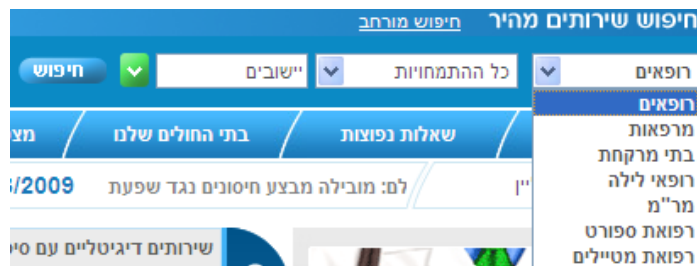 חיפוש שירותים מהיר חיפוש מורחב
רופאים כל ההתמחויות יישובים חיפוש
רופאים
מרפאות
בתי מרקחת
רופאי לילה
מר"מ
רפואת ספורט
רפואת מטיילים
שאלות נפוצות בתי החולים שלנו
לם: מובילה מבצע חיסונים נגד שפעת /2009
שירותים דיגיטליים עם